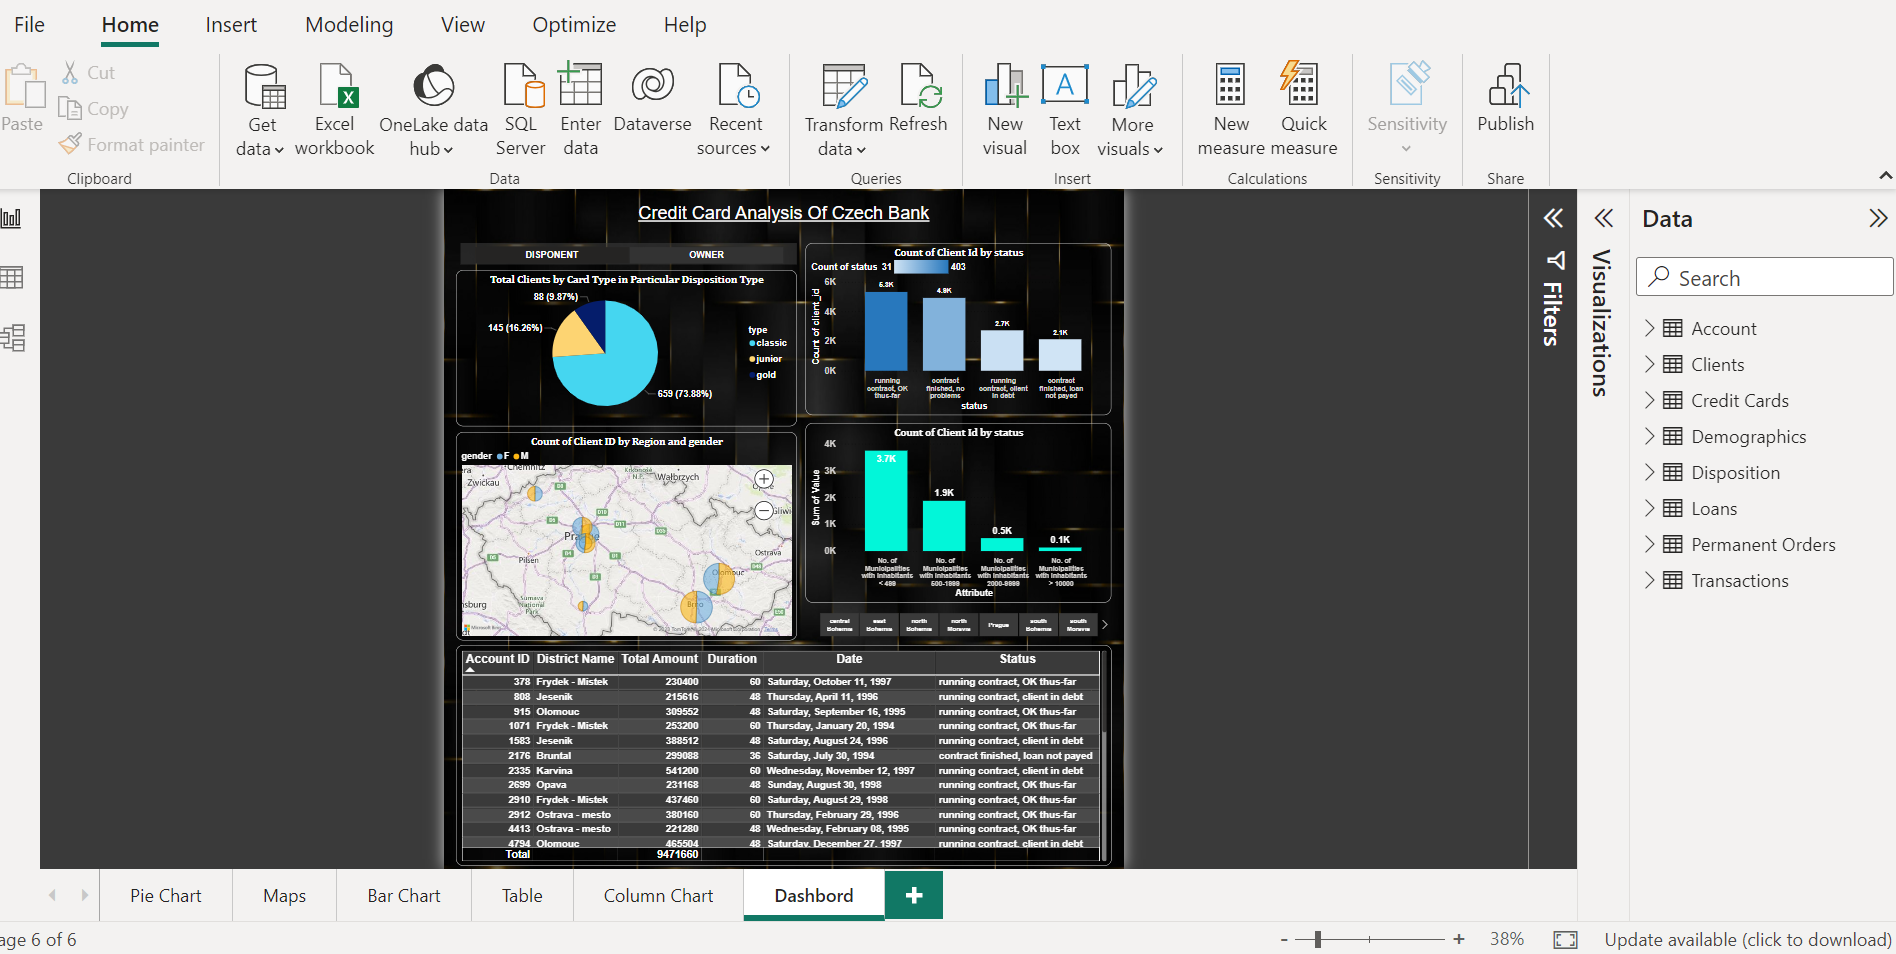 File Home Insert Modeling View Optimize Help
Paste
Cut
Copy
Format painter
Clipboard
Get data
Excel workbook
OneLake data hub
SQL Server
Enter data
Dataverse
Recent sources
Data
Transform data
Refresh
Queries
New visual
Text box
More visuals
Insert
New measure
Quick measure
Calculations
Sensitivity
Sensitivity
Publish
Share
Credit Card Analysis Of Czech Bank
DISPONENT OWNER
Total Clients by Card Type in Particular Disposition Type
88 (9.87%)
145 (16.26%)
659 (73.88%)
type
classic
junior
gold
Count of Client Id by status
Count of status 31 403
Count of client_id
6K
4K
2K
0K
5.3K
4.9K
2.7K
2.1K
running contract, OK thus-far
contract finished, no problems
running contract, client in debt
contract finished, loan not payed
status
Count of Client ID by Region and gender
gender F M
Chemnitz
Zwickau
Wałbrzych
Gliwi
Prague
Pilsen
Ostrava
Olomouc
Brno
Šumava National Park
sburg
Count of Client Id by status
Sum of Value
4K
3K
2K
1K
0K
3.7K
1.9K
0.5K
0.1K
No. of Municipalities with Inhabitants < 499
No. of Municipalities with Inhabitants 500-1999
No. of Municipalities with Inhabitants 2000-9999
No. of Municipalities with Inhabitants > 10000
Attribute
central Bohemia
east Bohemia
north Bohemia
north Moravia
Prague
south Bohemia
south Moravia
Account ID District Name Total Amount Duration Date Status
378 Frydek - Mistek 230400 60 Saturday, October 11, 1997 running contract, OK thus-far
808 Jesenik 215616 48 Thursday, April 11, 1996 running contract, client in debt
915 Olomouc 309552 48 Saturday, September 16, 1995 running contract, OK thus-far
1071 Frydek - Mistek 253200 60 Thursday, January 20, 1994 running contract, OK thus-far
1583 Jesenik 388512 48 Saturday, August 24, 1996 running contract, client in debt
2176 Bruntal 299088 36 Saturday, July 30, 1994 contract finished, loan not payed
2335 Karvina 541200 60 Wednesday, November 12, 1997 running contract, client in debt
2699 Opava 231168 48 Sunday, August 30, 1998 running contract, OK thus-far
2910 Frydek - Mistek 437460 60 Saturday, August 29, 1998 running contract, OK thus-far
2912 Ostrava - mesto 380160 60 Thursday, February 29, 1996 running contract, OK thus-far
4413 Ostrava - mesto 221280 48 Wednesday, February 08, 1995 running contract, OK thus-far
4794 Olomouc 465504 48 Saturday, December 27, 1997 running contract, client in debt
Total 9471660
Filters
Visualizations
Data
Search
Account
Clients
Credit Cards
Demographics
Disposition
Loans
Permanent Orders
Transactions
Pie Chart Maps Bar Chart Table Column Chart Dashbord
age 6 of 6
- + 38%
Update available (click to download)